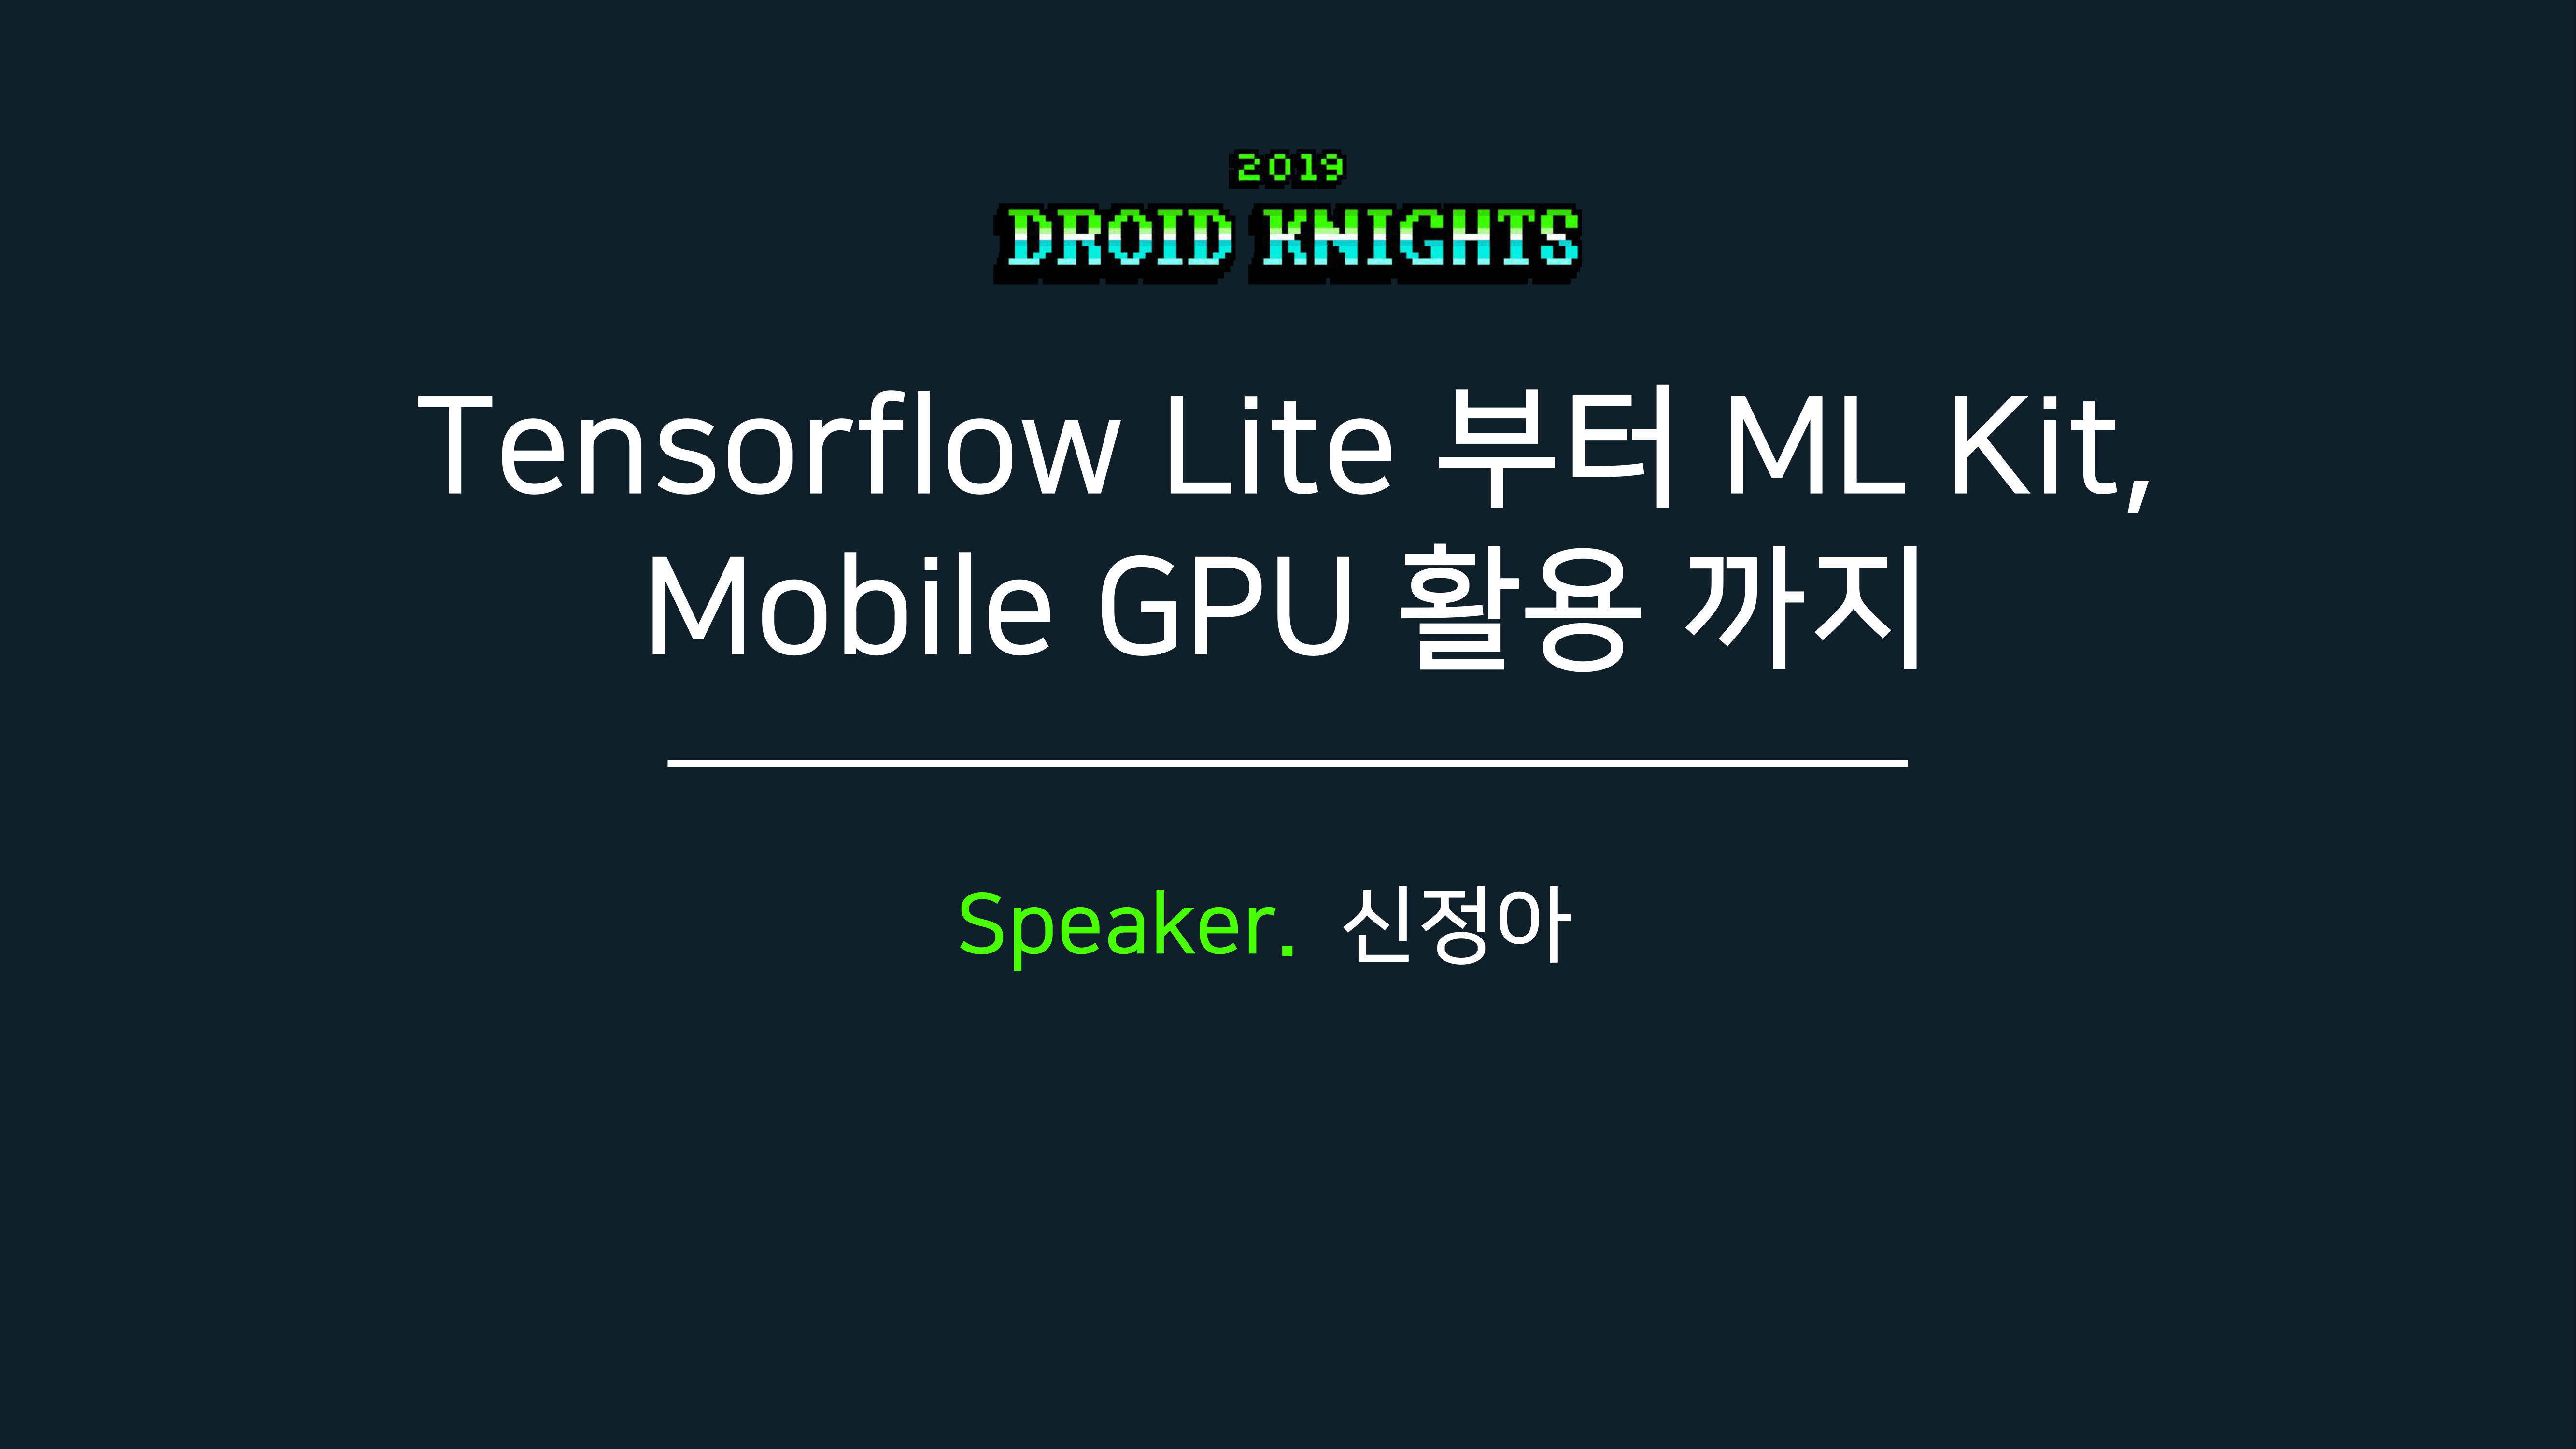 2019
DROID KNIGHTS
Tensorflow Lite 부터 ML Kit,
Mobile GPU 활용 까지
Speaker. 신정아